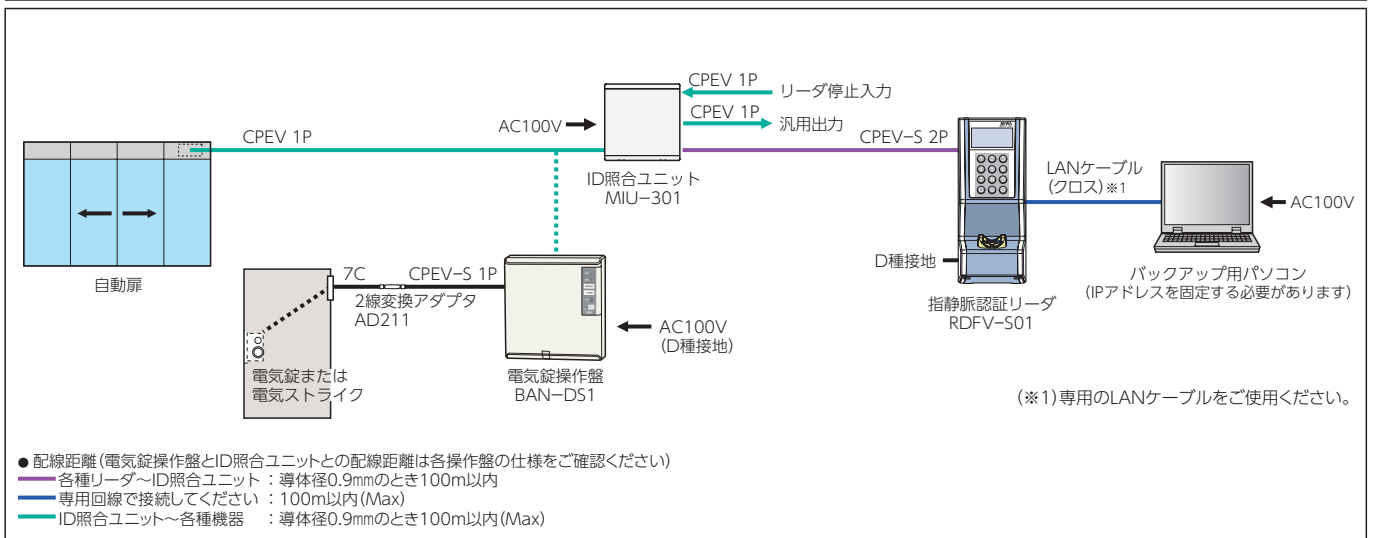 CPEV 1P
リーダ停止入力
CPEV 1P
汎用出力
AC100V
CPEV 1P
CPEV-S 2P
ID照合ユニット
MIU-301
LANケーブル
(クロス)※1
AC100V
自動扉
D種接地
バックアップ用パソコン
(IPアドレスを固定する必要があります)
指静脈認証リーダ
RDFV-S01
7C
CPEV-S 1P
2線変換アダプタ
AD211
AC100V
(D種接地)
電気錠または
電気ストライク
電気錠操作盤
BAN-DS1
(※1)専用のLANケーブルをご使用ください。
●配線距離(電気錠操作盤とID照合ユニットとの配線距離は各操作盤の仕様をご確認ください)
各種リーダ~ID照合ユニット:導体径0.9㎜のとき100m以内
専用回線で接続してください:100m以内(Max)
ID照合ユニット~各種機器:導体径0.9㎜のとき100m以内(Max)